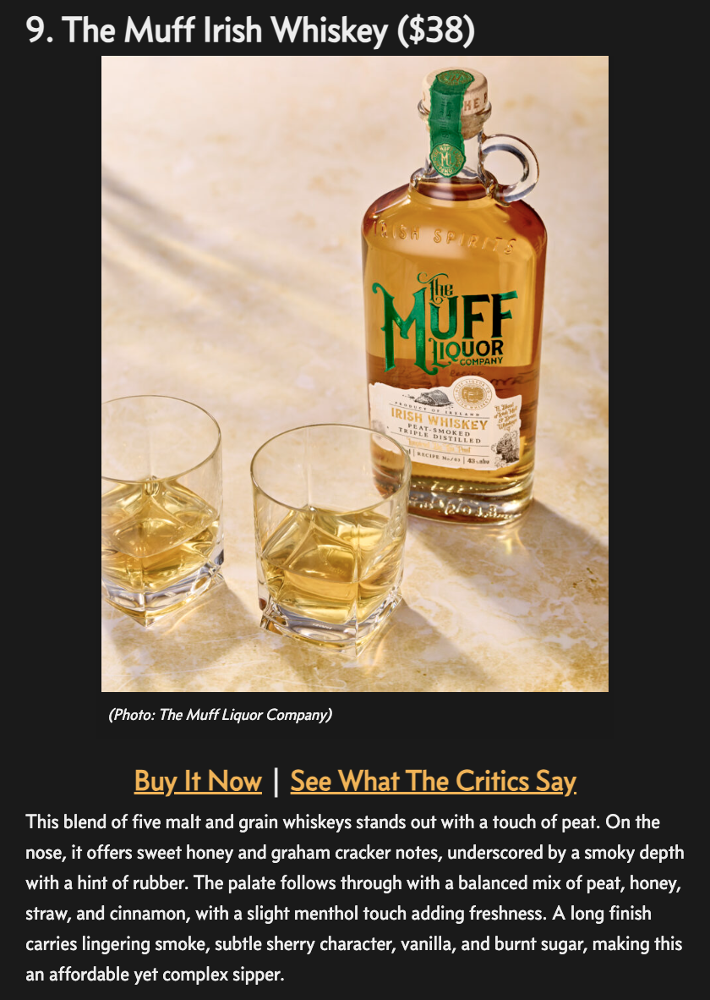 9. The Muff Irish Whiskey ($38)
IRISH SPIRITS
The
MUFF
LIQUOR
COMPANY
PRODUCT OF IRELAND
IRISH WHISKEY
PEAT-SMOKED
TRIPLE DISTILLED
RECIPE No/03 | 43%abv
(Photo: The Muff Liquor Company)
Buy It Now | See What The Critics Say
This blend of five malt and grain whiskeys stands out with a touch of peat. On the
nose, it offers sweet honey and graham cracker notes, underscored by a smoky depth
with a hint of rubber. The palate follows through with a balanced mix of peat, honey,
straw, and cinnamon, with a slight menthol touch adding freshness. A long finish
carries lingering smoke, subtle sherry character, vanilla, and burnt sugar, making this
an affordable yet complex sipper.